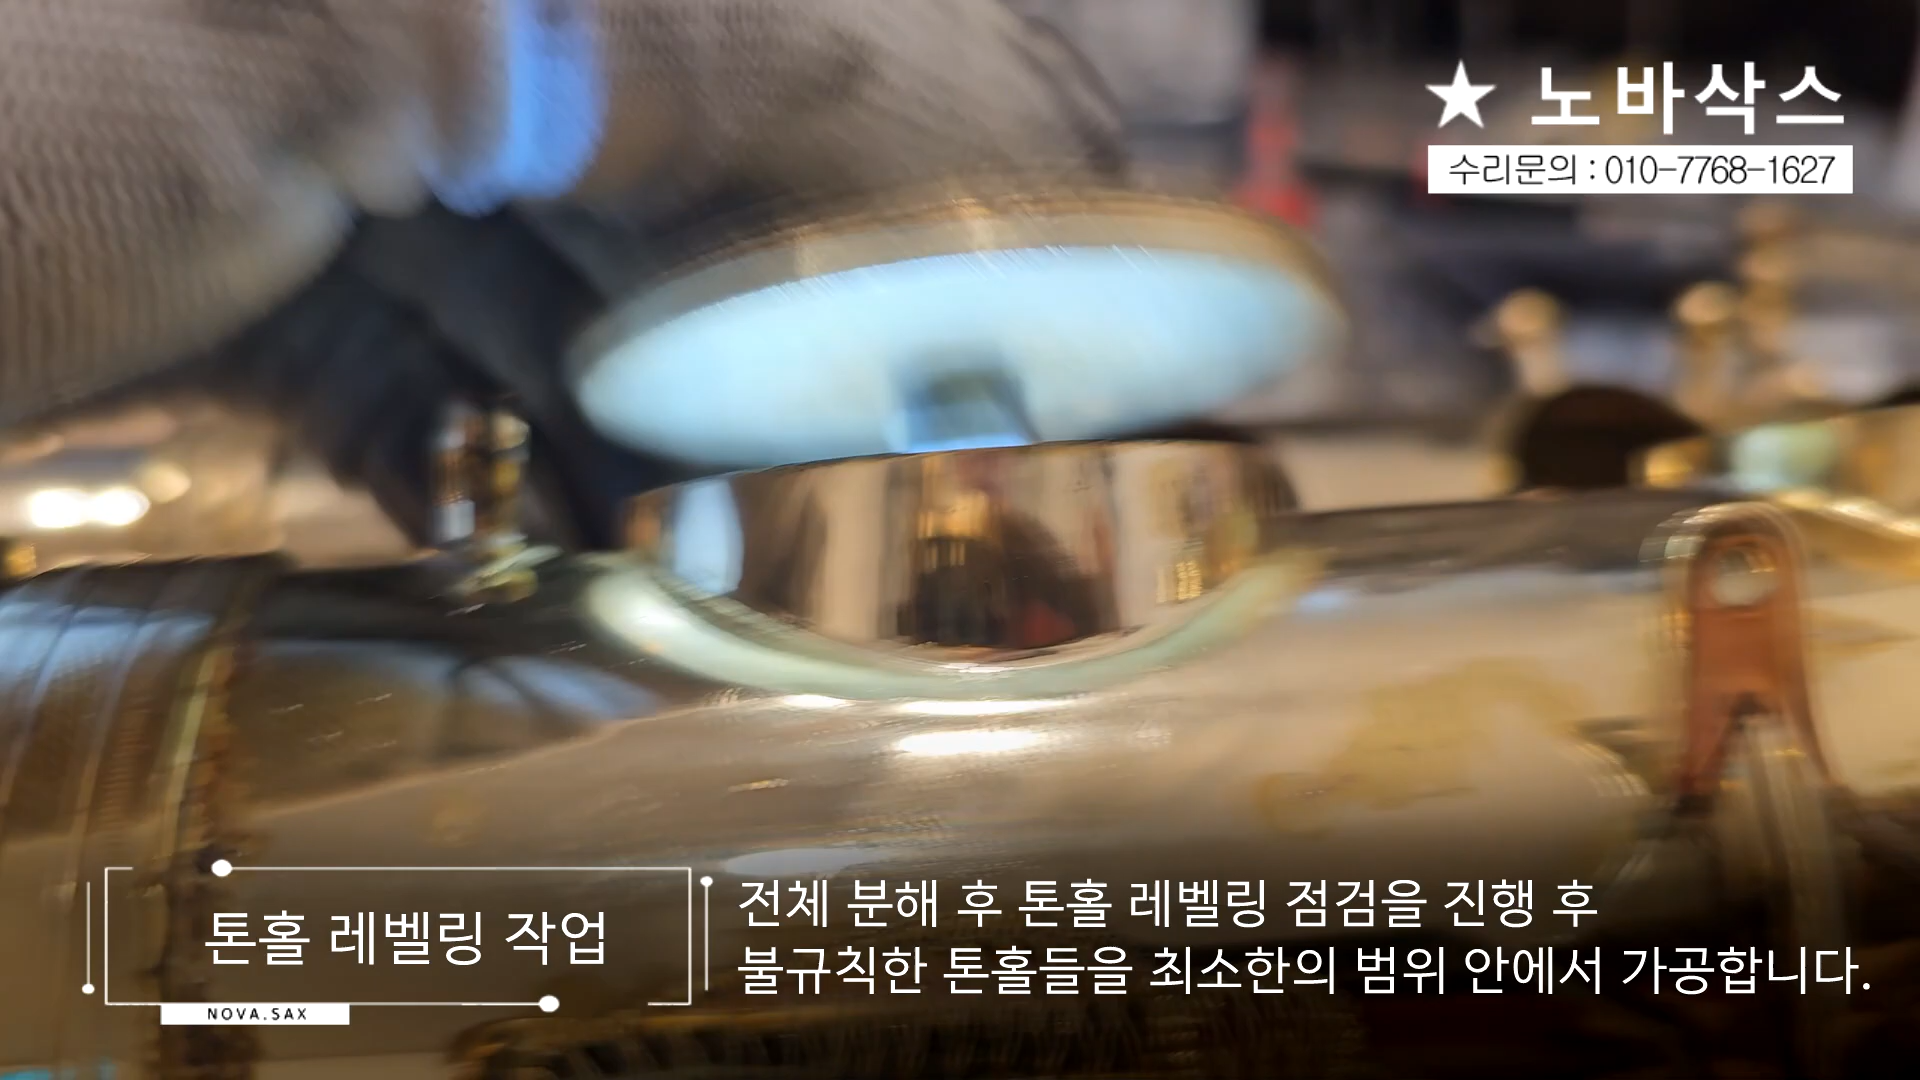 ★ 노바삭스
수리문의 : 010-7768-1627
톤홀 레벨링 작업
NOVA.SAX
전체 분해 후 톤홀 레벨링 점검을 진행 후
불규칙한 톤홀들을 최소한의 범위 안에서 가공합니다.